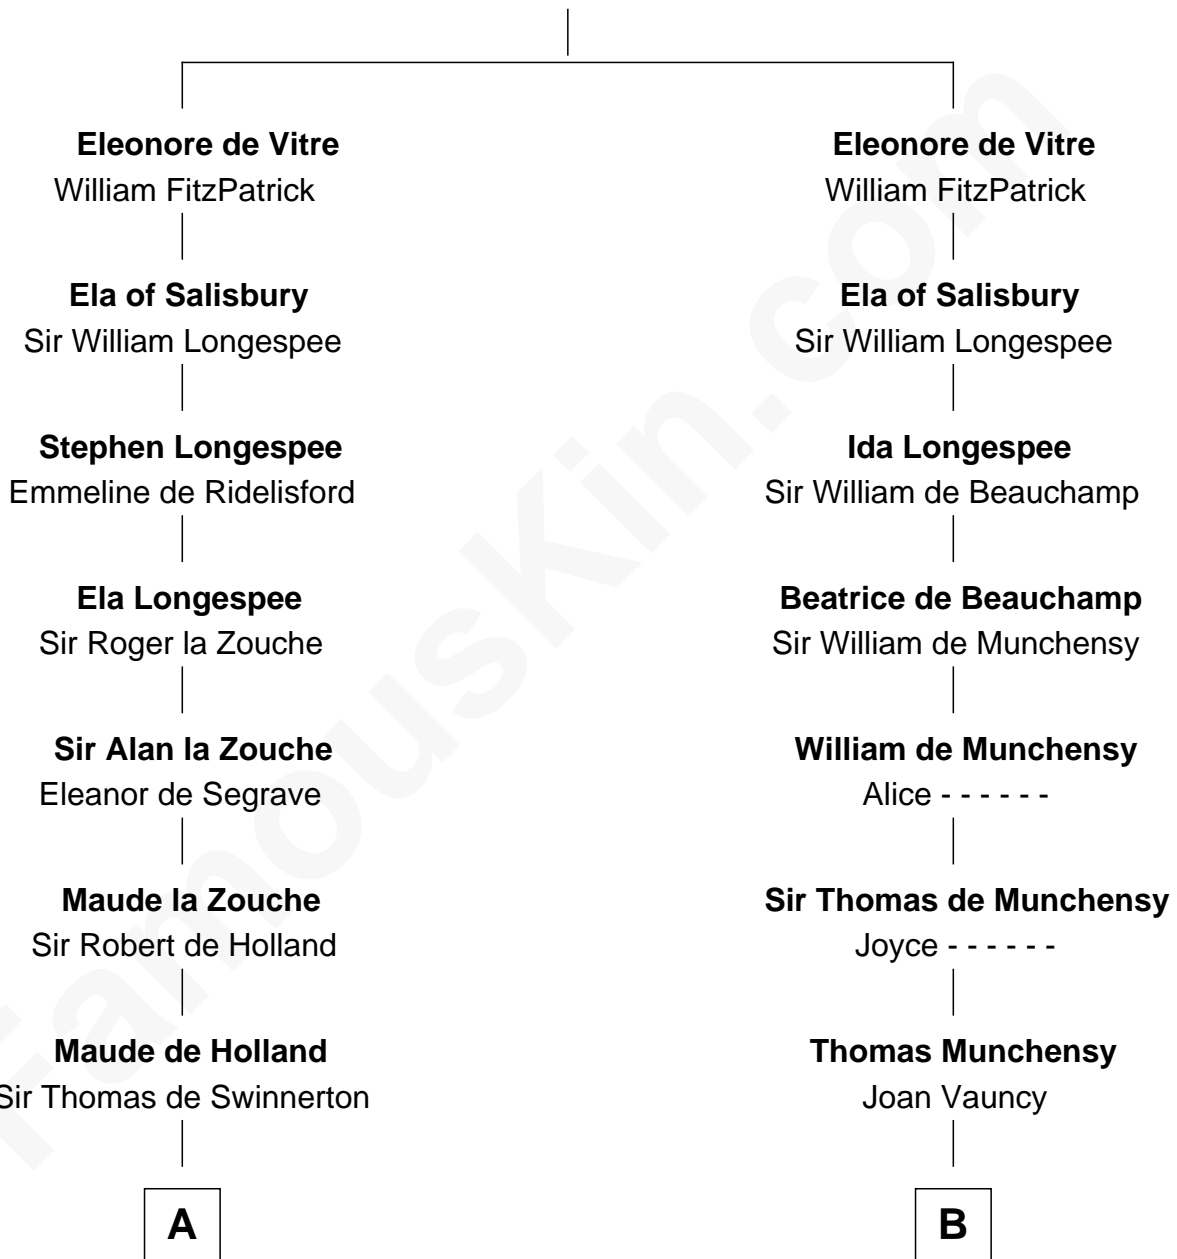 Eleonore de Vitre
William FitzPatrick
Ela of Salisbury
Sir William Longespee
Stephen Longespee
Emmeline de Ridelisford
Ela Longespee
Sir Roger la Zouche
Sir Alan la Zouche
Eleanor de Segrave
Maude la Zouche
Sir Robert de Holland
Maude de Holland
Sir Thomas de Swinnerton
A
Eleonore de Vitre
William FitzPatrick
Ela of Salisbury
Sir William Longespee
Ida Longespee
Sir William de Beauchamp
Beatrice de Beauchamp
Sir William de Munchensy
William de Munchensy
Alice - - - - - -
Sir Thomas de Munchensy
Joyce - - - - - -
Thomas Munchensy
Joan Vauncy
B
FamousKin.com